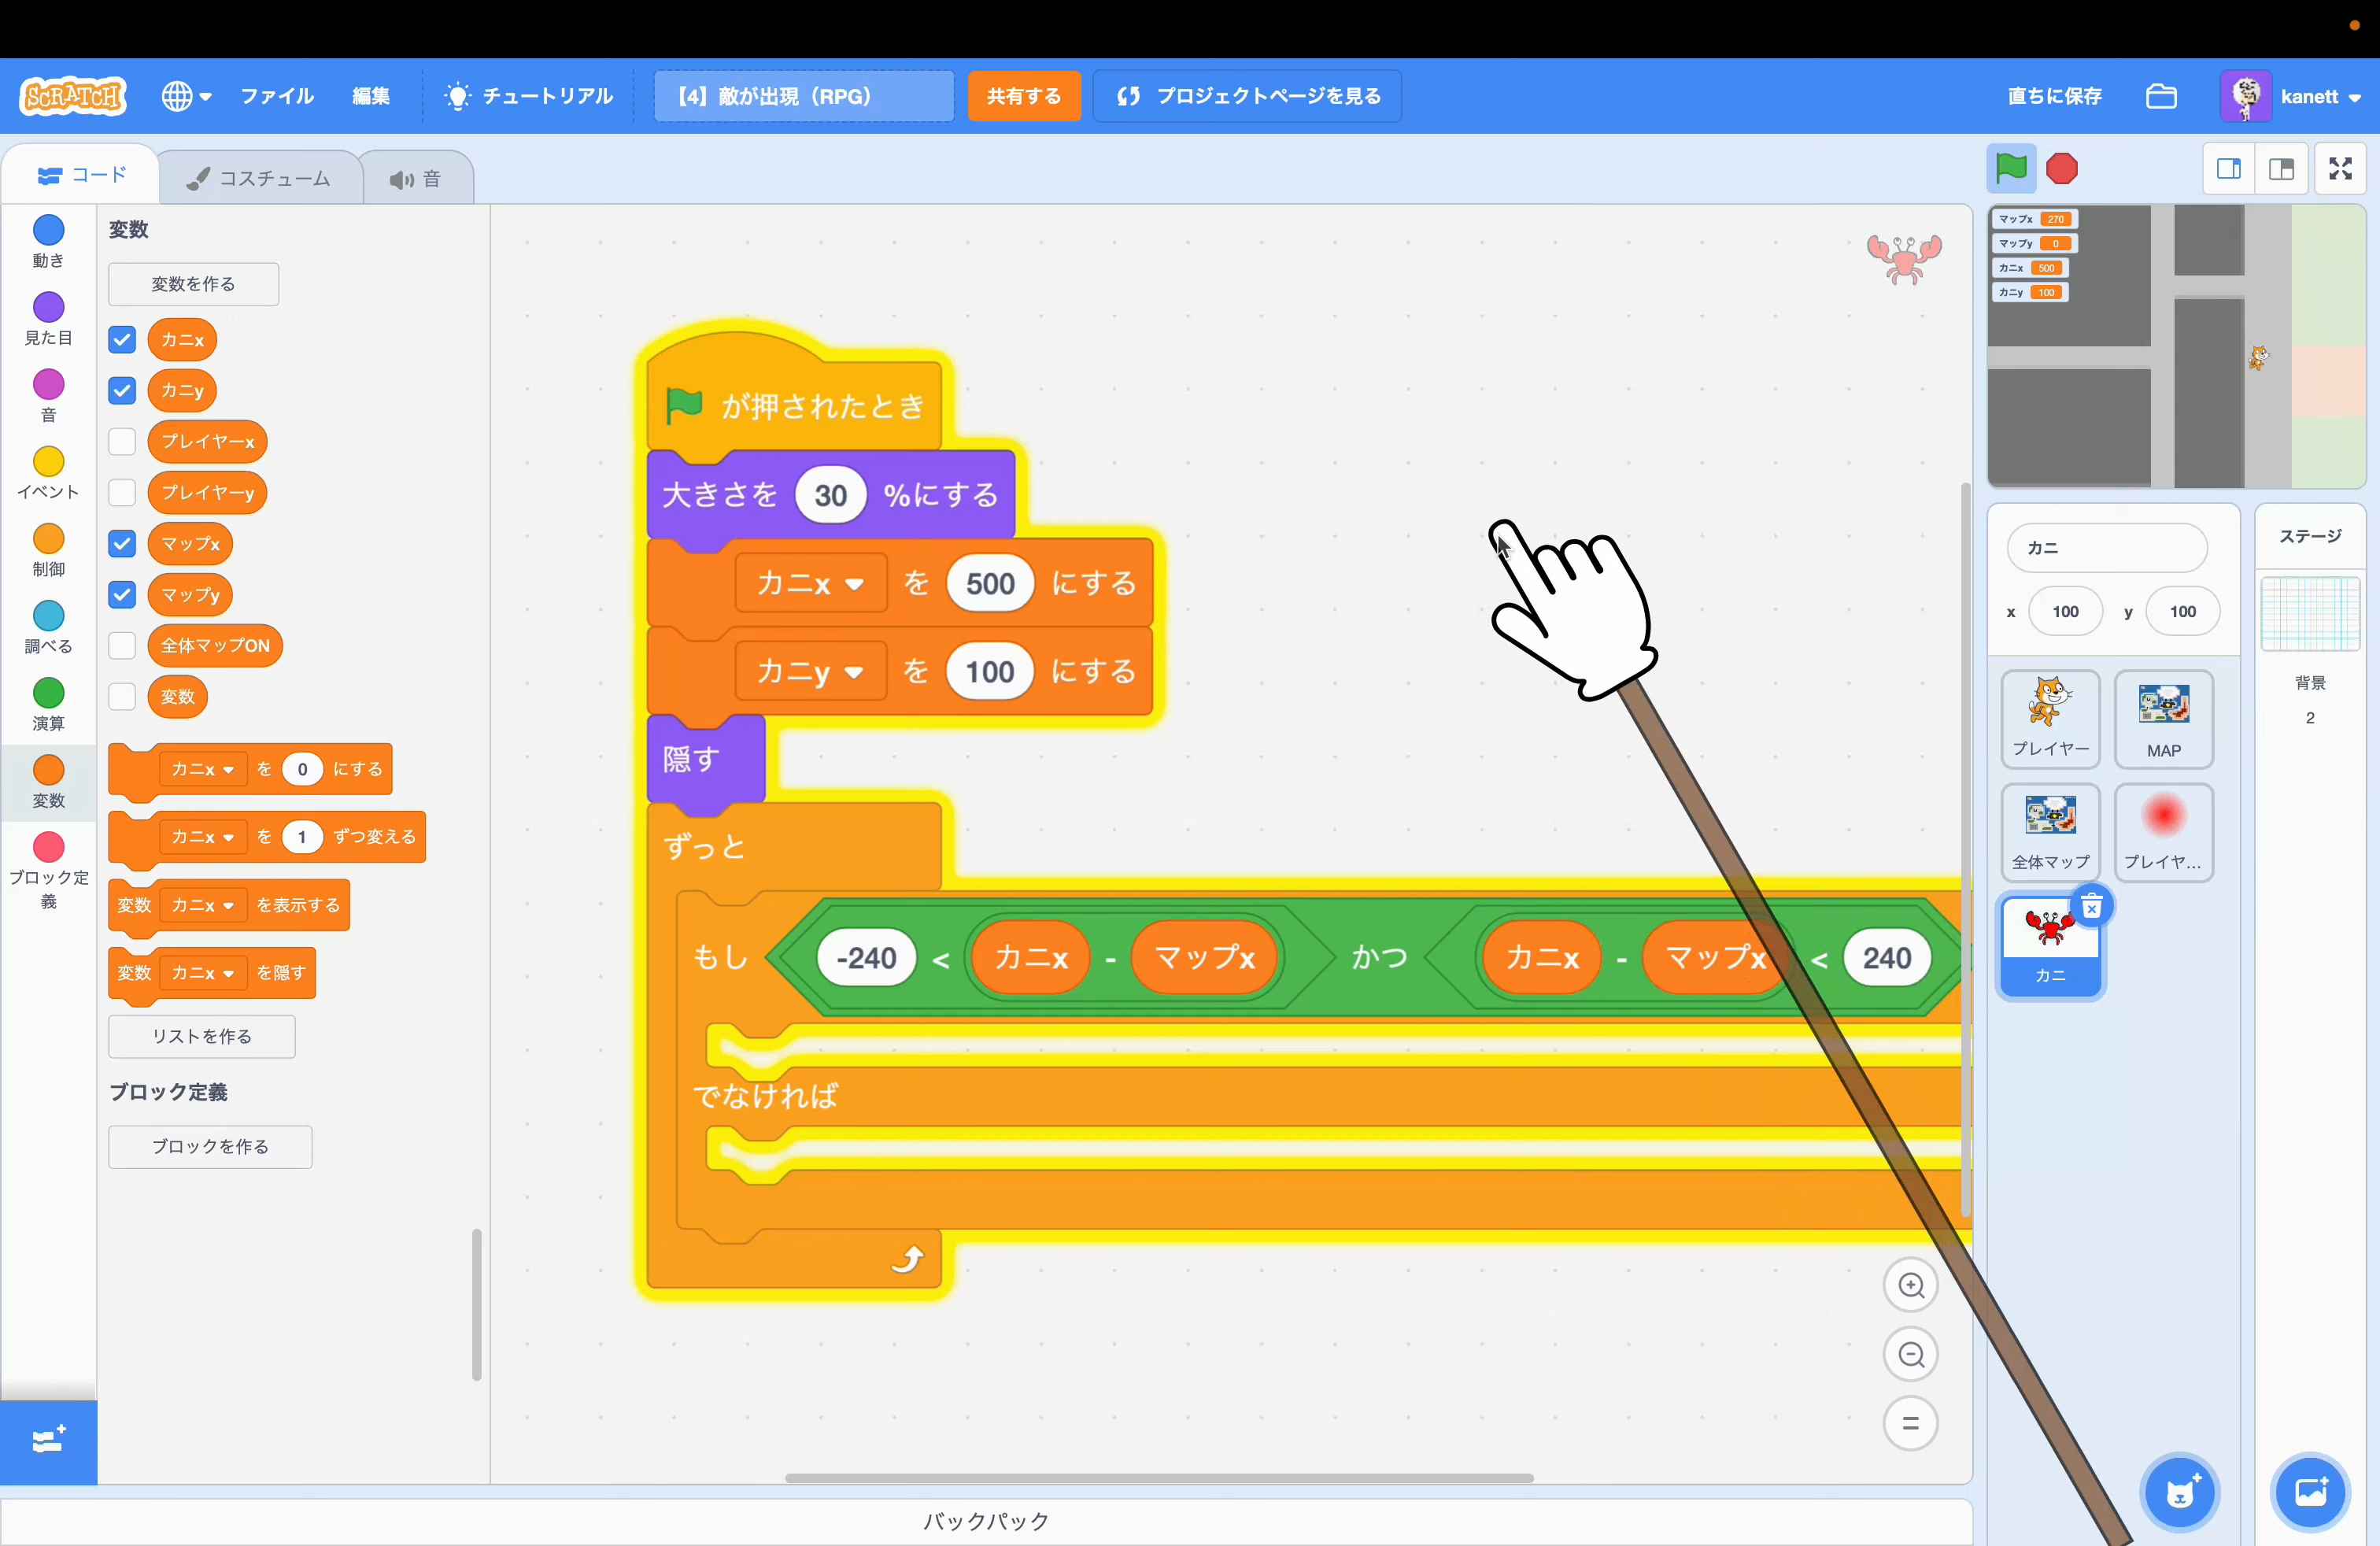 SCRATCH
ファイル
編集
チュートリアル
【4】敵が出現（RPG）
共有する
プロジェクトページを見る
直ちに保存
kanett
コード
コスチューム
音
動き
見た目
音
イベント
制御
調べる
演算
変数
ブロック定義
変数
変数を作る
カニx
カニy
プレイヤーx
プレイヤーy
マップx
マップy
全体マップON
変数
カニx を 0 にする
カニx を 1 ずつ変える
変数 カニx を表示する
変数 カニx を隠す
リストを作る
ブロック定義
ブロックを作る
が押されたとき
大きさを 30 %にする
カニx を 500 にする
カニy を 100 にする
隠す
ずっと
もし -240 < カニx - マップx かつ カニx - マップx < 240
でなければ
バックパック
マップx 270
マップy 0
カニx 500
カニy 100
カニ
x 100 y 100
プレイヤー
MAP
全体マップ
プレイヤ...
カニ
ステージ
背景
2